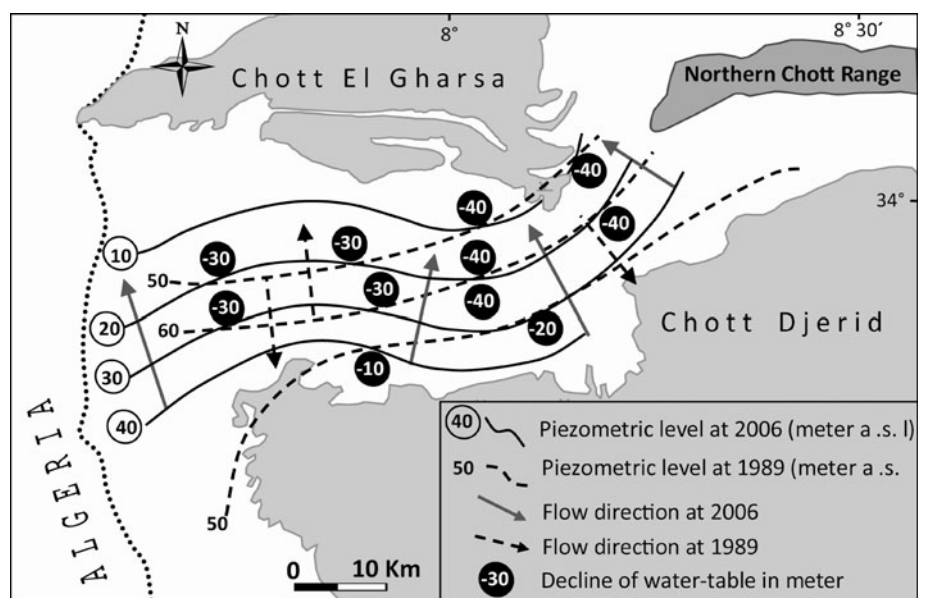 N
8°
8° 30′
Chott El Gharsa
Northern Chott Range
-40
34°
-40
-40
10
-30
-30
-40
50
-30
-30
-40
20
60
-20
Chott Djerid
30
-10
40
50
ALGERIA
0 10 Km
40 Piezometric level at 2006 (meter a .s. l)
50 Piezometric level at 1989 (meter a .s.
Flow direction at 2006
Flow direction at 1989
-30 Decline of water-table in meter